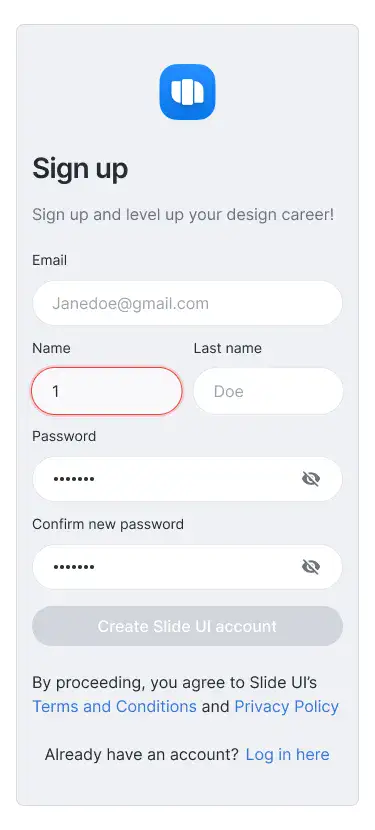 Sign up
Sign up and level up your design career!
Email
Janedoe@gmail.com
Name Last name
1 Doe
Password
•••••••
Confirm new password
•••••••
Create Slide UI account
By proceeding, you agree to Slide UI’s
Terms and Conditions and Privacy Policy
Already have an account? Log in here